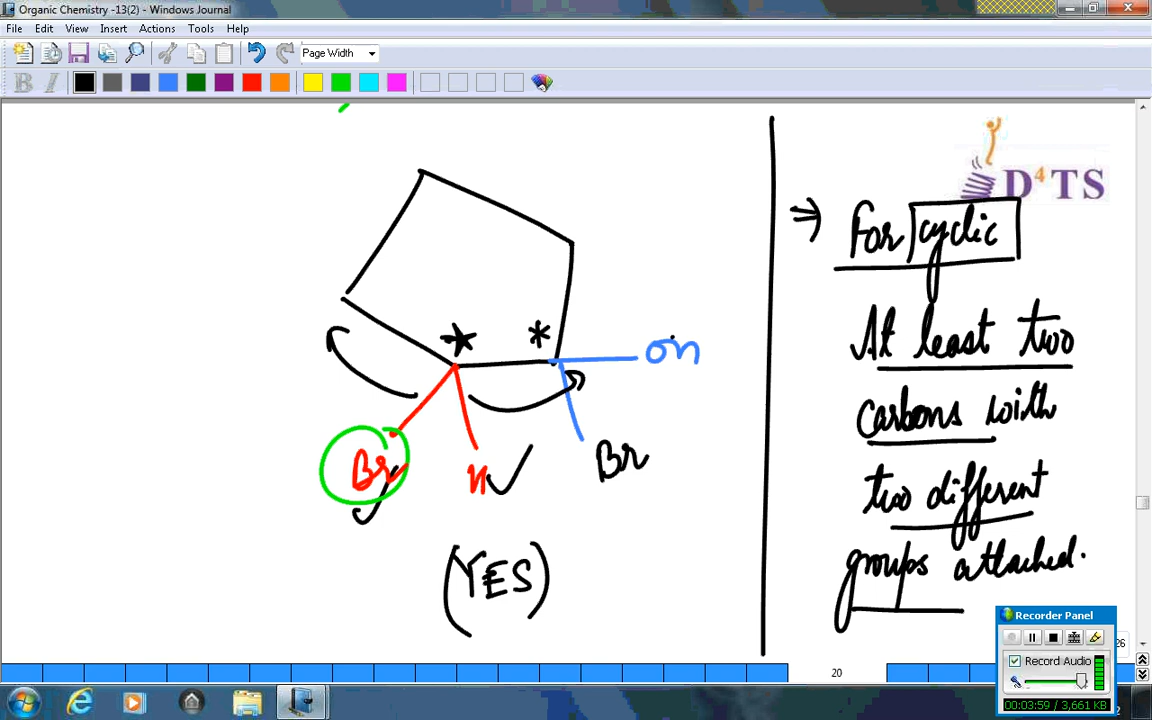 Organic Chemistry -13(2) - Windows Journal
File Edit View Insert Actions Tools Help
Page Width
B I
D4TS
⇒ For cyclic
At least two
carbons with
two different
groups attached.
* *
Br
Br
(YES)
20
26
Recorder Panel
Record Audio
00:03:59 / 3,661 KB